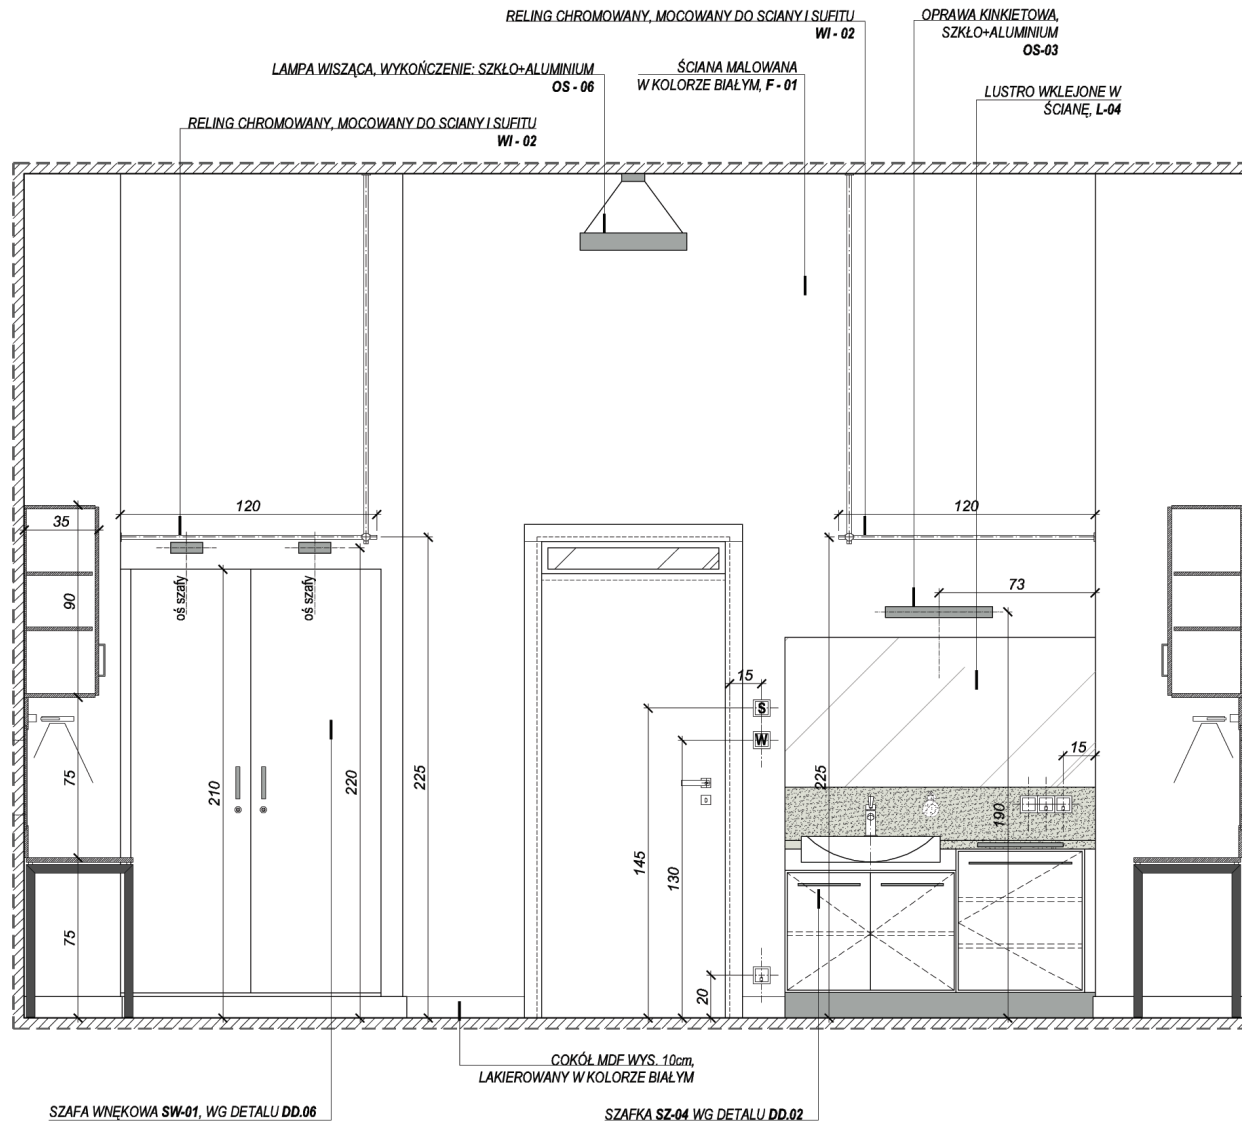 RELING CHROMOWANY, MOCOWANY DO SCIANY I SUFITU
WI - 02
OPRAWA KINKIETOWA,
SZKŁO+ALUMINIUM
OS-03
LAMPA WISZĄCA, WYKOŃCZENIE: SZKŁO+ALUMINIUM
OS - 06
ŚCIANA MALOWANA
W KOLORZE BIAŁYM, F - 01
LUSTRO WKLEJONE W
ŚCIANĘ, L-04
RELING CHROMOWANY, MOCOWANY DO SCIANY I SUFITU
WI - 02
120
120
35
90
oś szafy
oś szafy
73
15
S
W
15
75
210
220
225
225
190
145
130
75
20
COKÓŁ MDF WYS. 10cm,
LAKIEROWANY W KOLORZE BIAŁYM
SZAFA WNĘKOWA SW-01, WG DETALU DD.06
SZAFKA SZ-04 WG DETALU DD.02